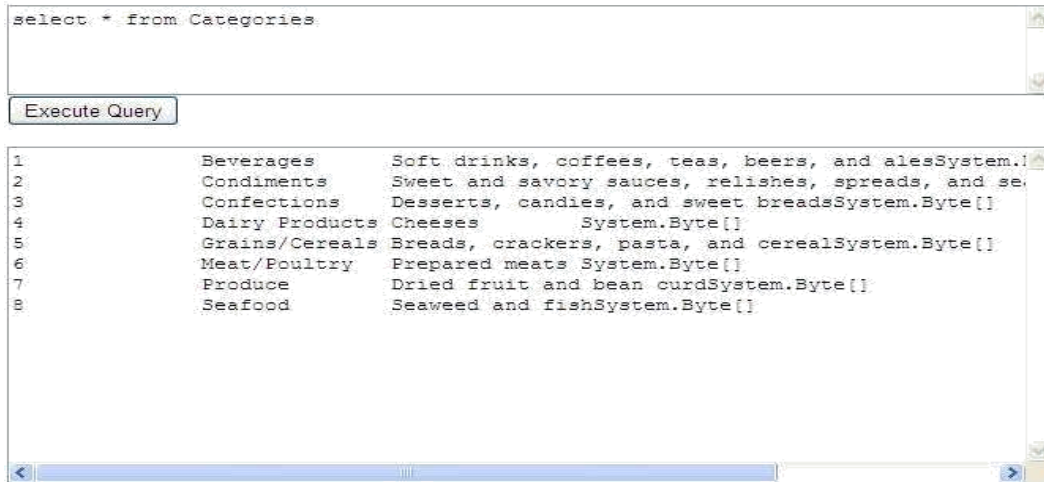 select * from Categories
Execute Query
1 Beverages Soft drinks, coffees, teas, beers, and alesSystem.
2 Condiments Sweet and savory sauces, relishes, spreads, and
3 Confections Desserts, candies, and sweet breadsSystem.Byte[]
4 Dairy Products Cheeses System.Byte[]
5 Grains/Cereals Breads, crackers, pasta, and cerealSystem.Byte[]
6 Meat/Poultry Prepared meats System.Byte[]
7 Produce Dried fruit and bean curdSystem.Byte[]
8 Seafood Seaweed and fishSystem.Byte[]